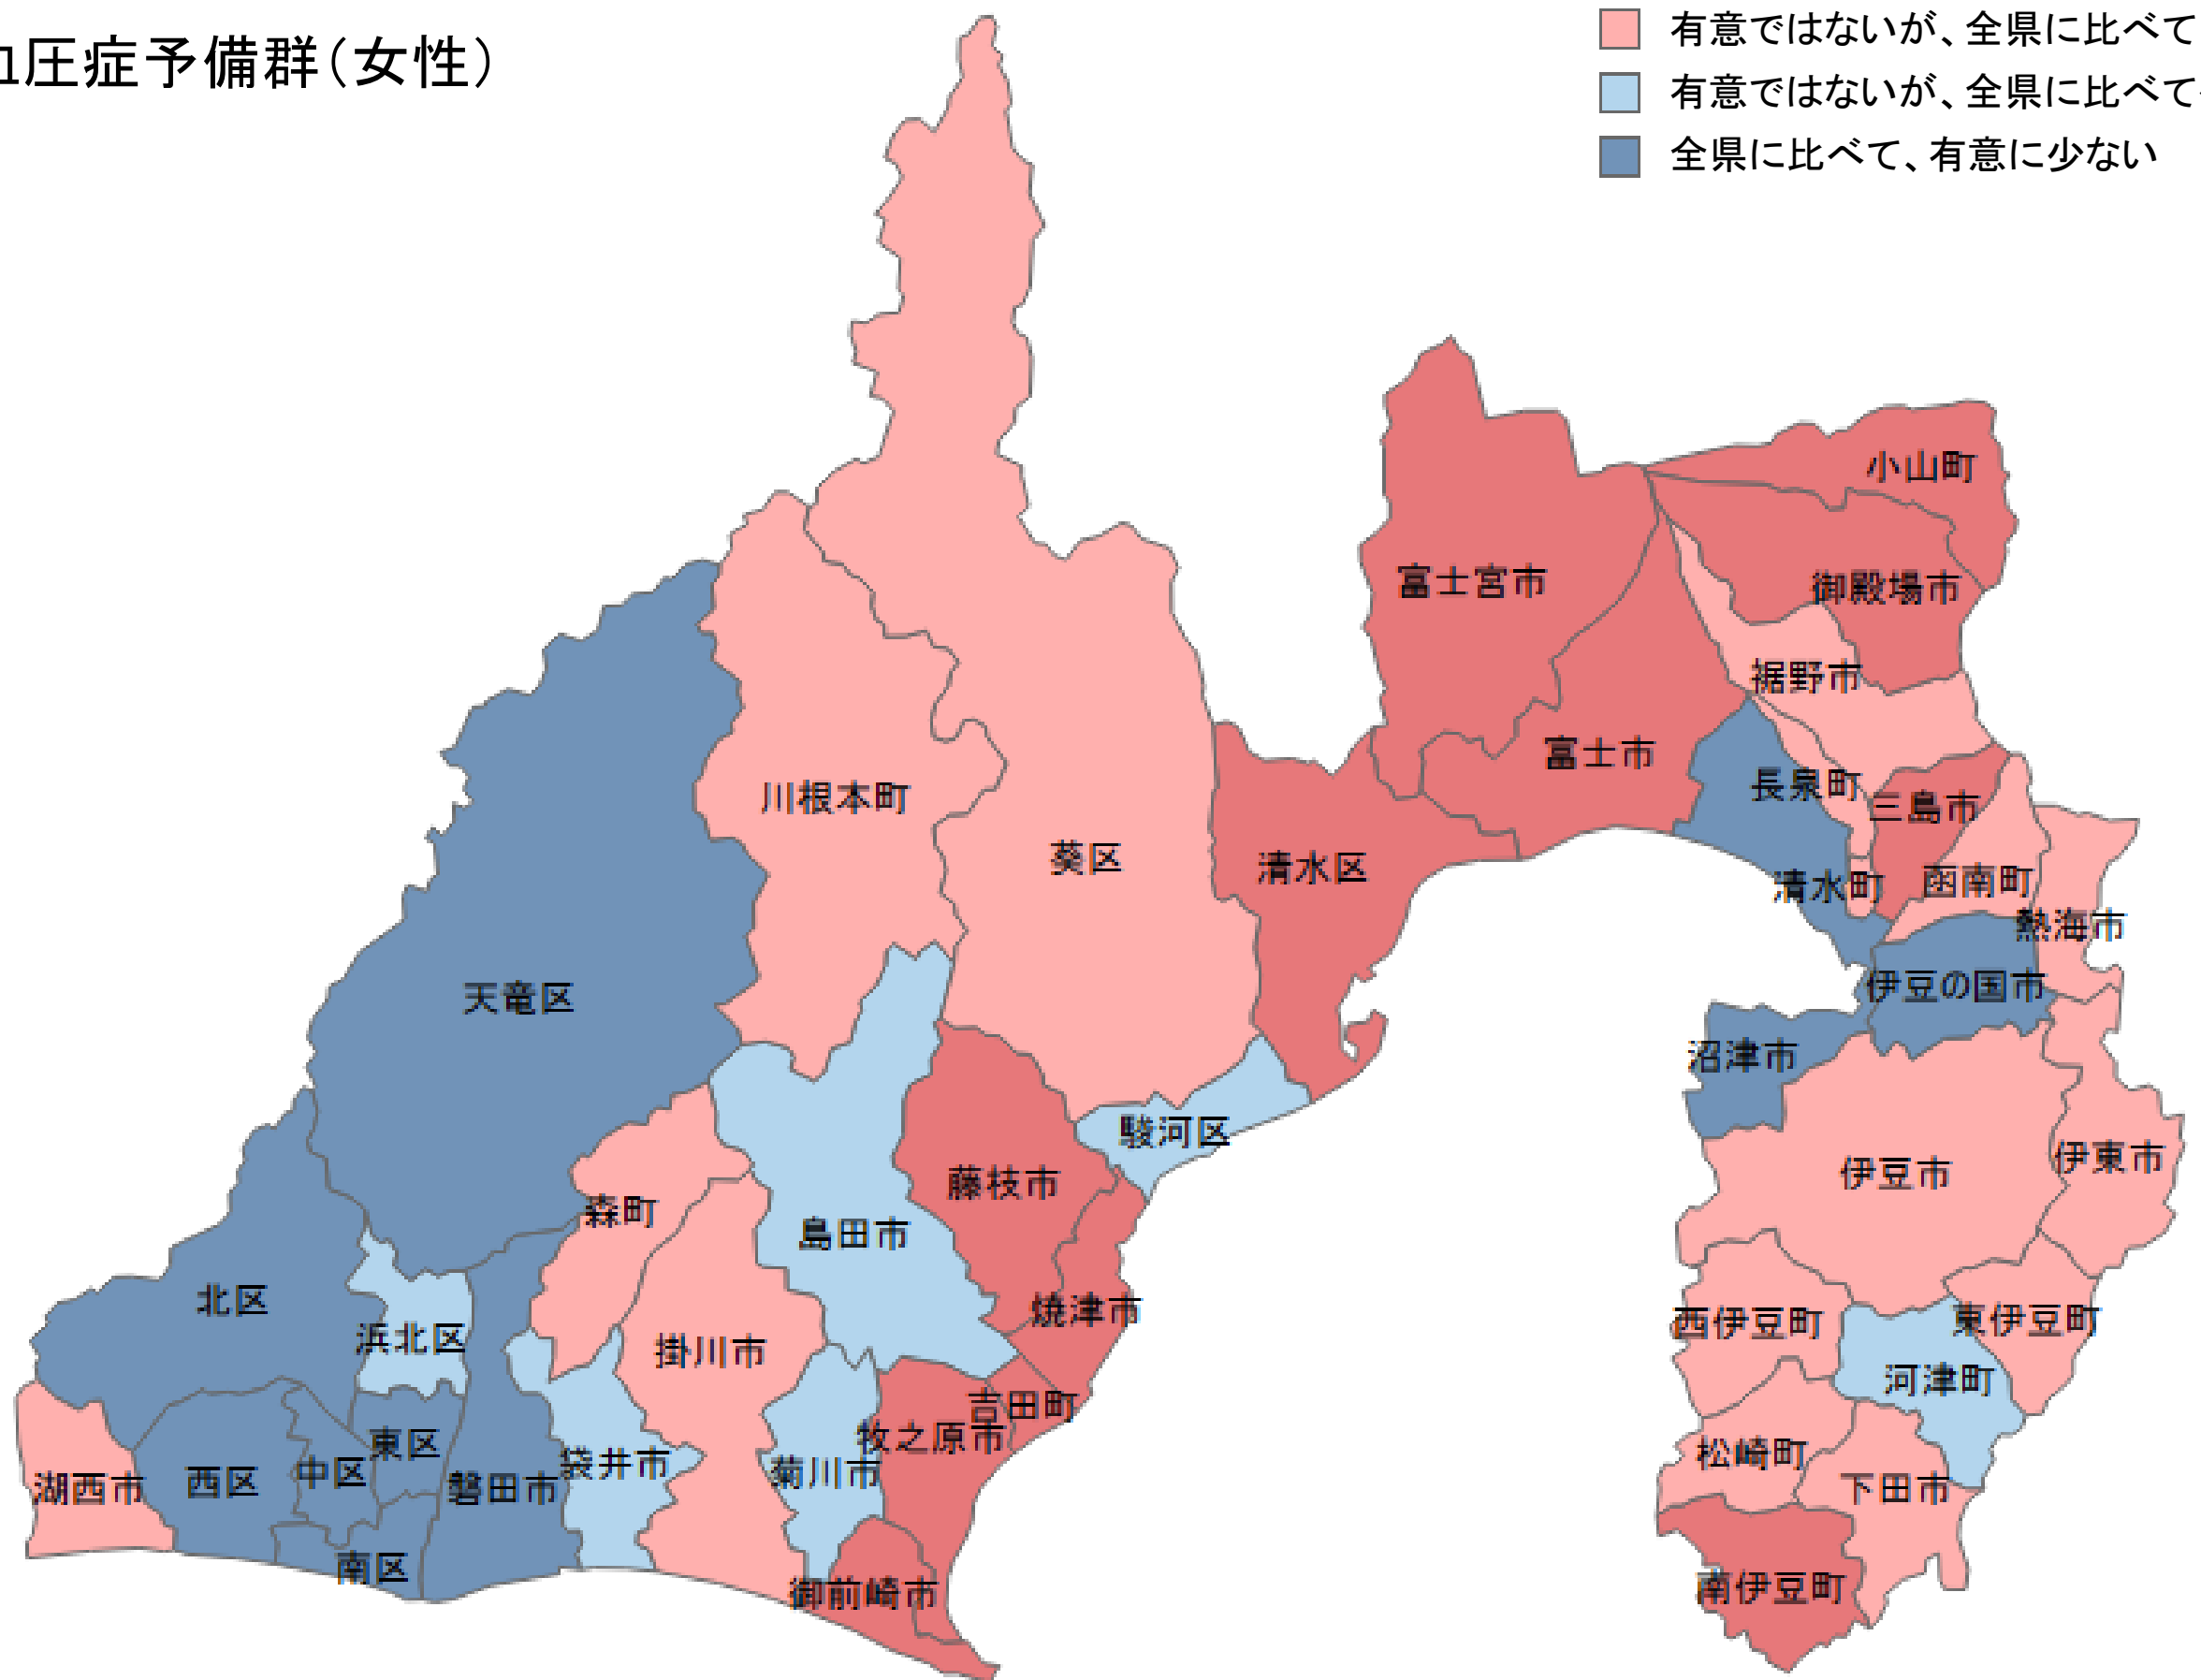 圧症予備群（女性）
有意ではないが、全県に比べて
有意ではないが、全県に比べて
全県に比べて、有意に少ない
小山町
富士宮市
御殿場市
裾野市
富士市
長泉町
川根本町
三島市
葵区
清水区
清水町
函南町
熱海市
伊豆の国市
天竜区
沼津市
駿河区
伊東市
伊豆市
藤枝市
森町
島田市
北区
焼津市
西伊豆町
東伊豆町
浜北区
掛川市
河津町
吉田町
牧之原市
東区
松崎町
袋井市
中区
菊川市
西区
湖西市
磐田市
下田市
南区
南伊豆町
御前崎市